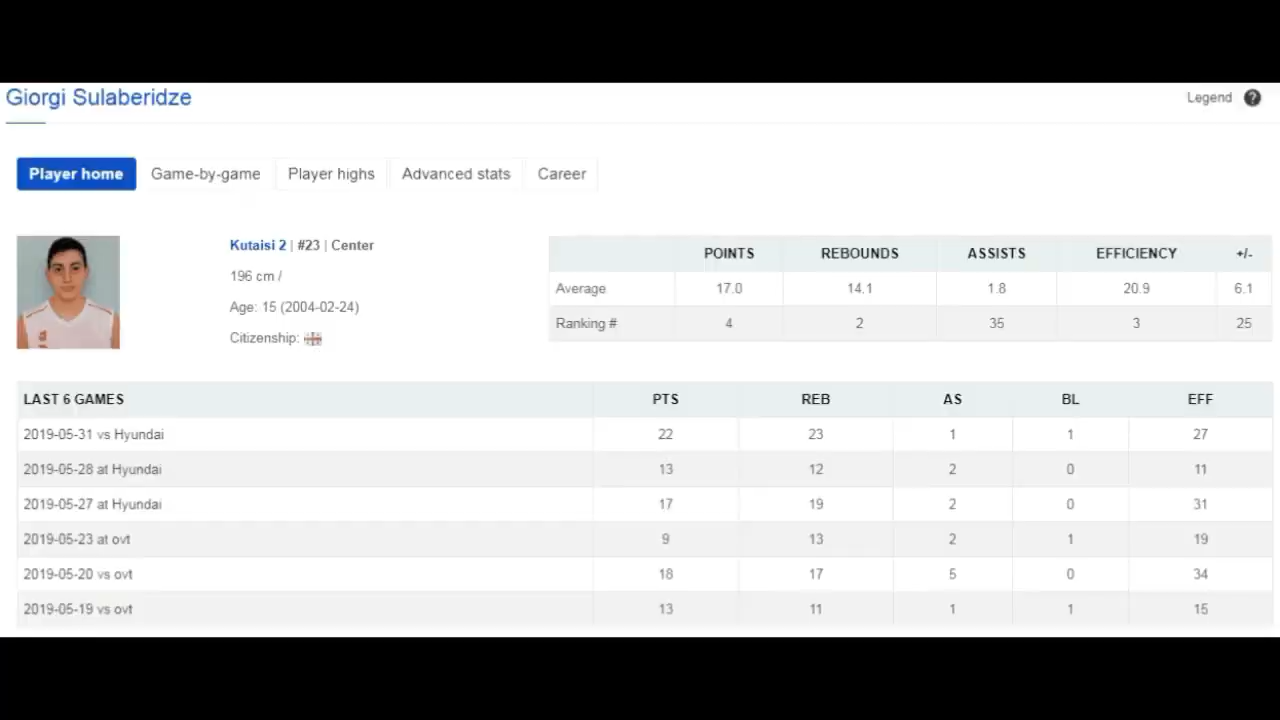 Giorgi Sulaberidze
Legend ?
Player home Game-by-game Player highs Advanced stats Career
Kutaisi 2 | #23 | Center
196 cm /
Age: 15 (2004-02-24)
Citizenship:
POINTS REBOUNDS ASSISTS EFFICIENCY +/-
Average 17.0 14.1 1.8 20.9 6.1
Ranking # 4 2 35 3 25
LAST 6 GAMES PTS REB AS BL EFF
2019-05-31 vs Hyundai 22 23 1 1 27
2019-05-28 at Hyundai 13 12 2 0 11
2019-05-27 at Hyundai 17 19 2 0 31
2019-05-23 at ovt 9 13 2 1 19
2019-05-20 vs ovt 18 17 5 0 34
2019-05-19 vs ovt 13 11 1 1 15